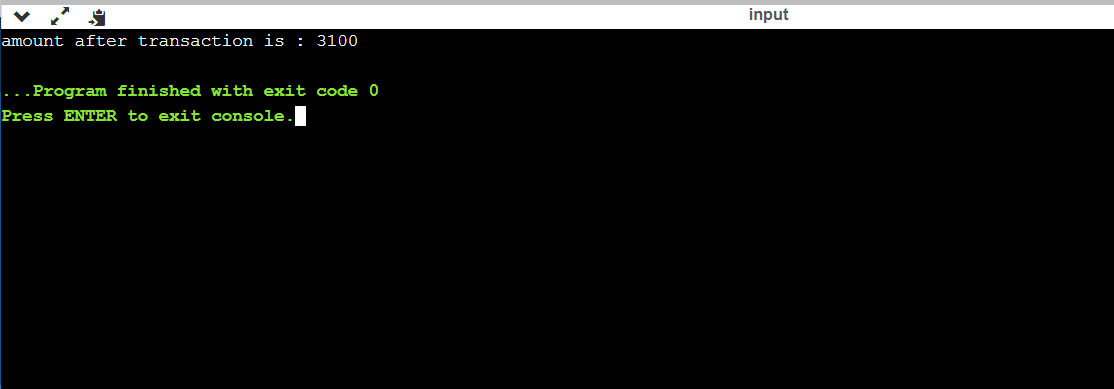 input
amount after transaction is : 3100
...Program finished with exit code 0
Press ENTER to exit console.